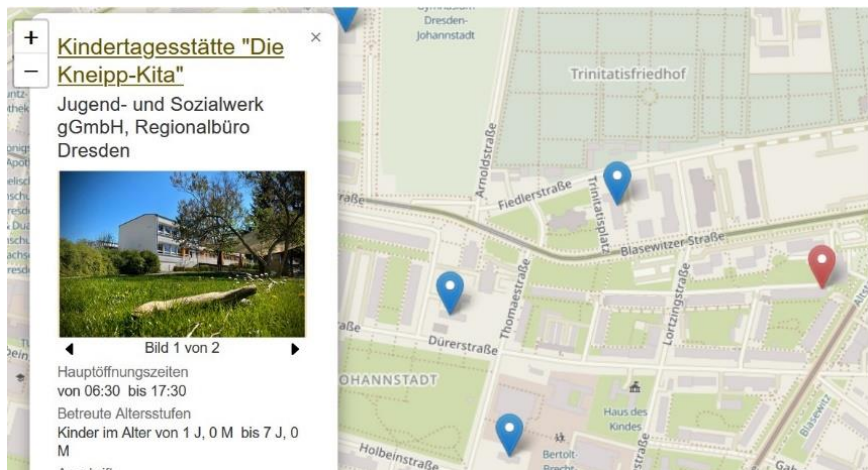 +
−
×
Kindertagesstätte "Die
Kneipp-Kita"
Jugend- und Sozialwerk
gGmbH, Regionalbüro
Dresden
Bild 1 von 2
Hauptöffnungszeiten
von 06:30 bis 17:30
Betreute Altersstufen
Kinder im Alter von 1 J, 0 M bis 7 J, 0
M
Dresden-
Johannstadt
Trinitatisfriedhof
Arnoldstraße
Fiedlerstraße
Trinitatisplatz
Blasewitzer Straße
Thomaestraße
Lortzingstraße
Dürerstraße
Haus des
Kindes
Bertolt-
Holbeinstraße